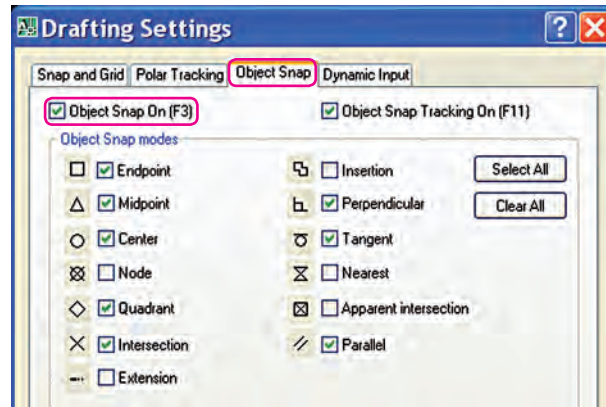 Drafting Settings
Snap and Grid Polar Tracking Object Snap Dynamic Input
Object Snap On (F3)
Object Snap Tracking On (F11)
Object Snap modes
Endpoint
Midpoint
Center
Node
Quadrant
Intersection
Extension
Insertion
Perpendicular
Tangent
Nearest
Apparent intersection
Parallel
Select All
Clear All